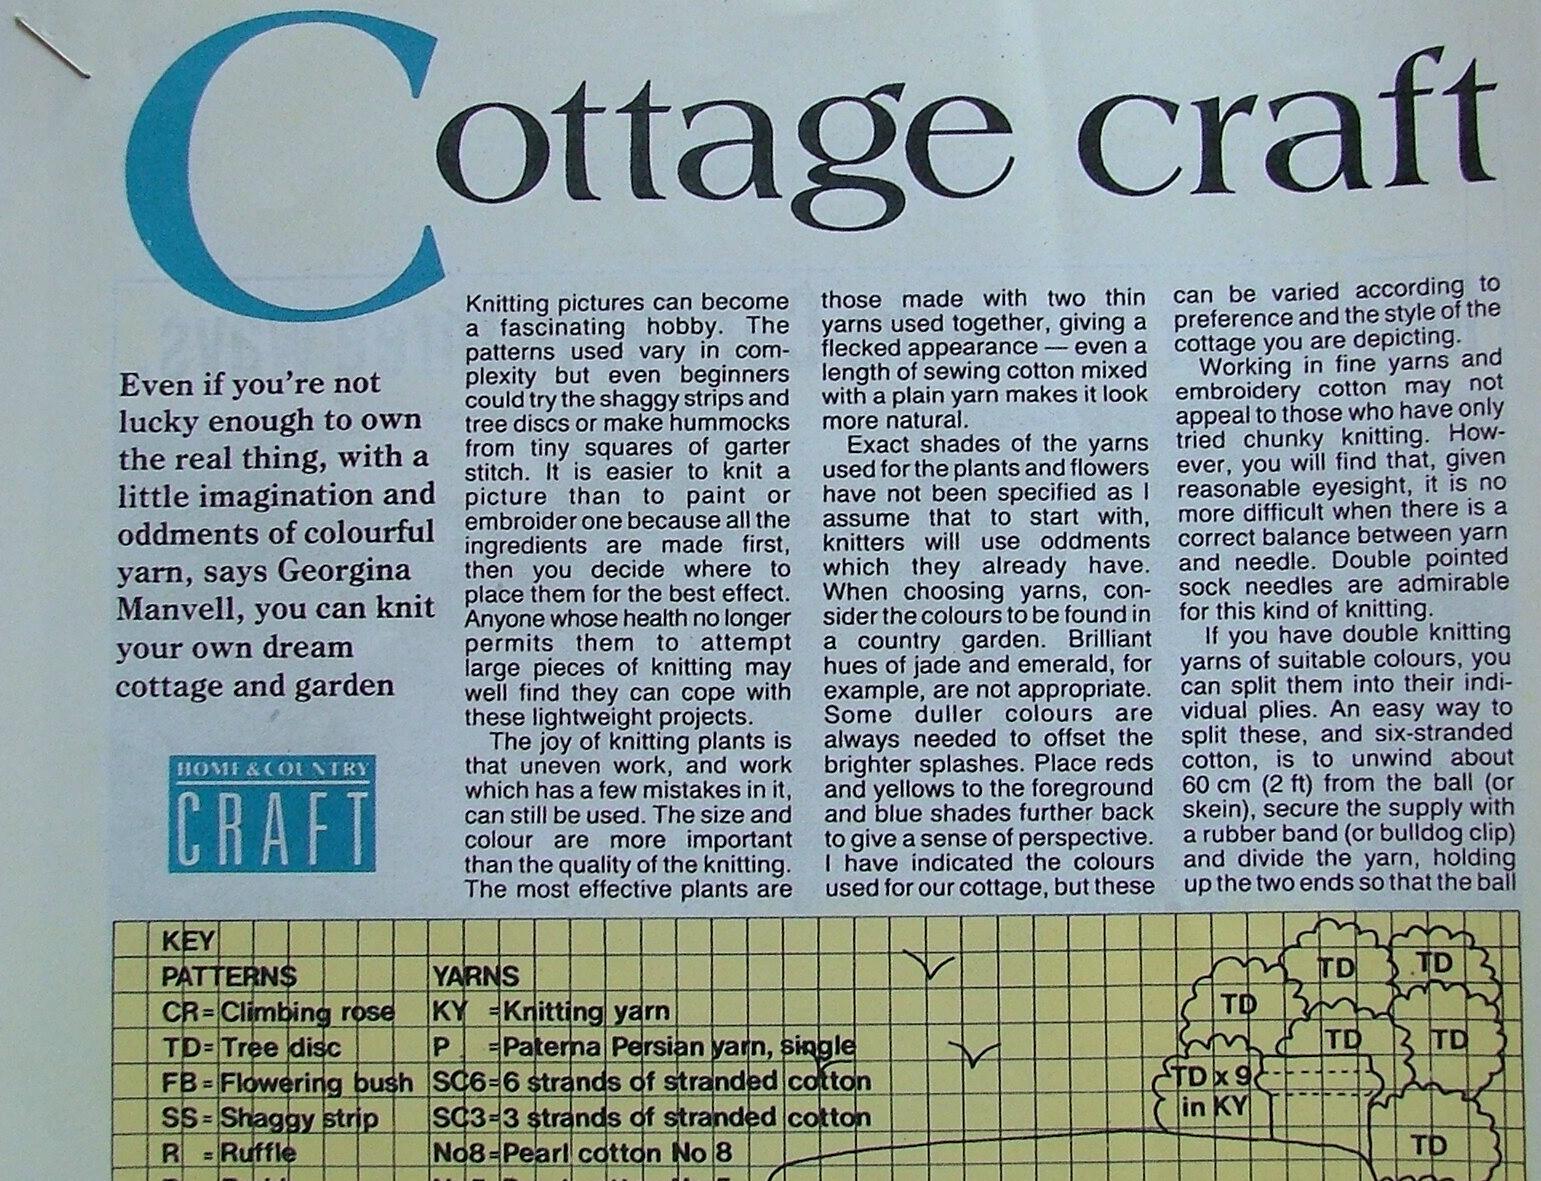 Cottage craft
Even if you're not
lucky enough to own
the real thing, with a
little imagination and
oddments of colourful
yarn, says Georgina
Manvell, you can knit
your own dream
cottage and garden
HOME & COUNTRY
CRAFT
Knitting pictures can become
a fascinating hobby. The
patterns used vary in com-
plexity but even beginners
could try the shaggy strips and
tree discs or make hummocks
from tiny squares of garter
stitch. It is easier to knit a
picture than to paint or
embroider one because all the
ingredients are made first,
then you decide where to
place them for the best effect.
Anyone whose health no longer
permits them to attempt
large pieces of knitting may
well find they can cope with
these lightweight projects.
The joy of knitting plants is
that uneven work, and work
which has a few mistakes in it,
can still be used. The size and
colour are more important
than the quality of the knitting.
The most effective plants are
those made with two thin
yarns used together, giving a
flecked appearance — even a
length of sewing cotton mixed
with a plain yarn makes it look
more natural.
Exact shades of the yarns
used for the plants and flowers
have not been specified as I
assume that to start with,
knitters will use oddments
which they already have.
When choosing yarns, con-
sider the colours to be found in
a country garden. Brilliant
hues of jade and emerald, for
example, are not appropriate.
Some duller colours are
always needed to offset the
brighter splashes. Place reds
and yellows to the foreground
and blue shades further back
to give a sense of perspective.
I have indicated the colours
used for our cottage, but these
can be varied according to
preference and the style of the
cottage you are depicting.
Working in fine yarns and
embroidery cotton may not
appeal to those who have only
tried chunky knitting. How-
ever, you will find that, given
reasonable eyesight, it is no
more difficult when there is a
correct balance between yarn
and needle. Double pointed
sock needles are admirable
for this kind of knitting.
If you have double knitting
yarns of suitable colours, you
can split them into their indi-
vidual plies. An easy way to
split these, and six-stranded
cotton, is to unwind about
60 cm (2 ft) from the ball (or
skein), secure the supply with
a rubber band (or bulldog clip)
and divide the yarn, holding
up the two ends so that the ball
KEY
PATTERNS
CR = Climbing rose
TD = Tree disc
FB = Flowering bush
SS = Shaggy strip
R = Ruffle
YARNS
KY = Knitting yarn
P = Paterna Persian yarn, single
SC6 = 6 strands of stranded cotton
SC3 = 3 strands of stranded cotton
No8 = Pearl cotton No 8
TD
TD
TD
TD
TD
TD x 9
in KY
TD